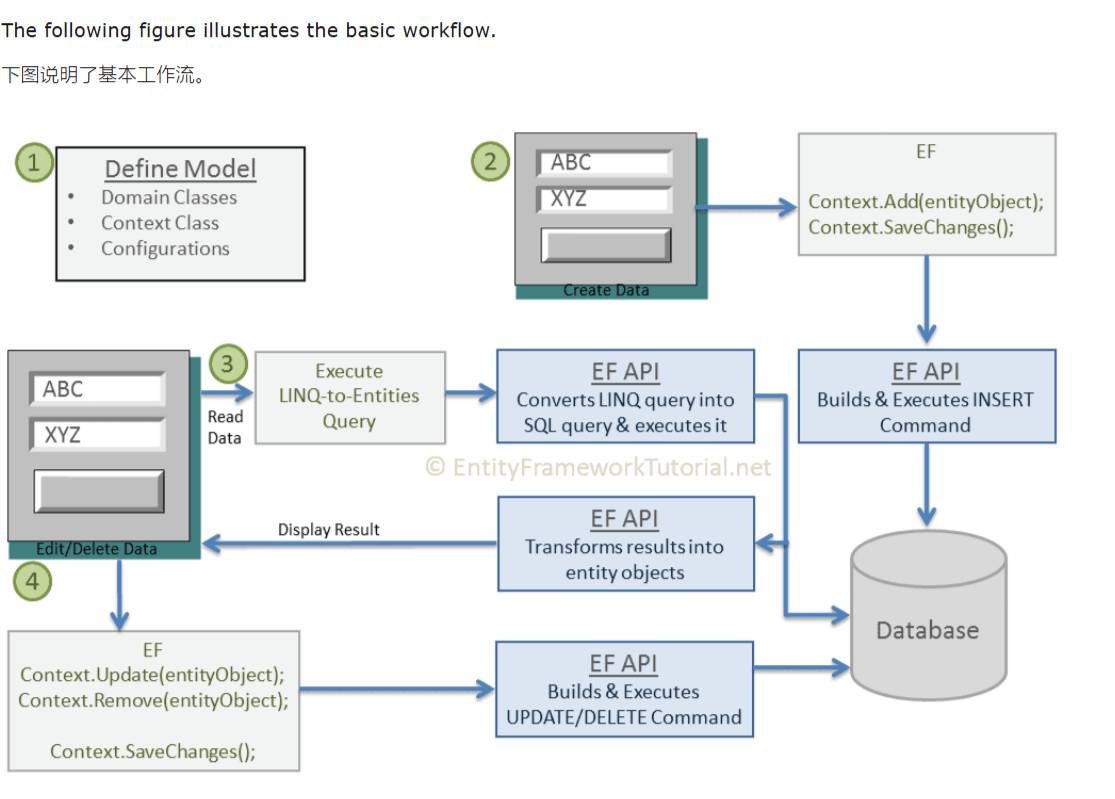 The following figure illustrates the basic workflow.
下图说明了基本工作流。
1
Define Model
• Domain Classes
• Context Class
• Configurations
2
ABC
XYZ
Create Data
EF
Context.Add(entityObject);
Context.SaveChanges();
ABC
XYZ
Edit/Delete Data
3
Read
Data
Execute
LINQ-to-Entities
Query
EF API
Converts LINQ query into
SQL query & executes it
EF API
Builds & Executes INSERT
Command
© EntityFrameworkTutorial.net
Display Result
EF API
Transforms results into
entity objects
Database
4
EF
Context.Update(entityObject);
Context.Remove(entityObject);
Context.SaveChanges();
EF API
Builds & Executes
UPDATE/DELETE Command